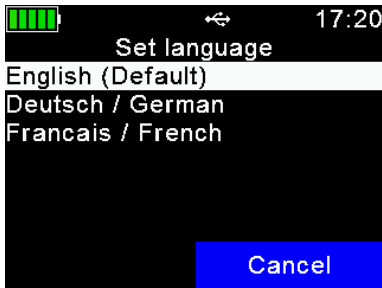 17:20
Set language
English (Default)
Deutsch / German
Francais / French
Cancel